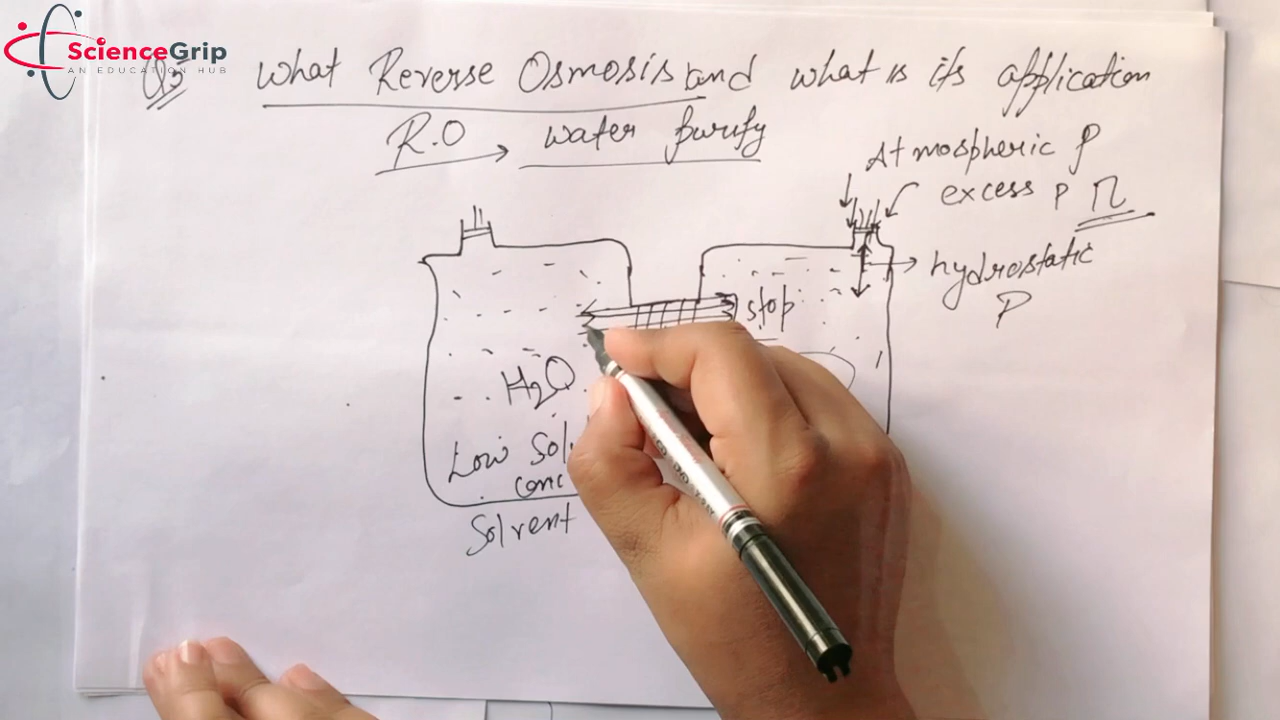 ScienceGrip
AN EDUCATION HUB
What Reverse Osmosis and what is its application
R.O → water purify
Atmospheric P
excess P π
hydrostatic
P
stop
H2O
Low Sol
conc
Solvent